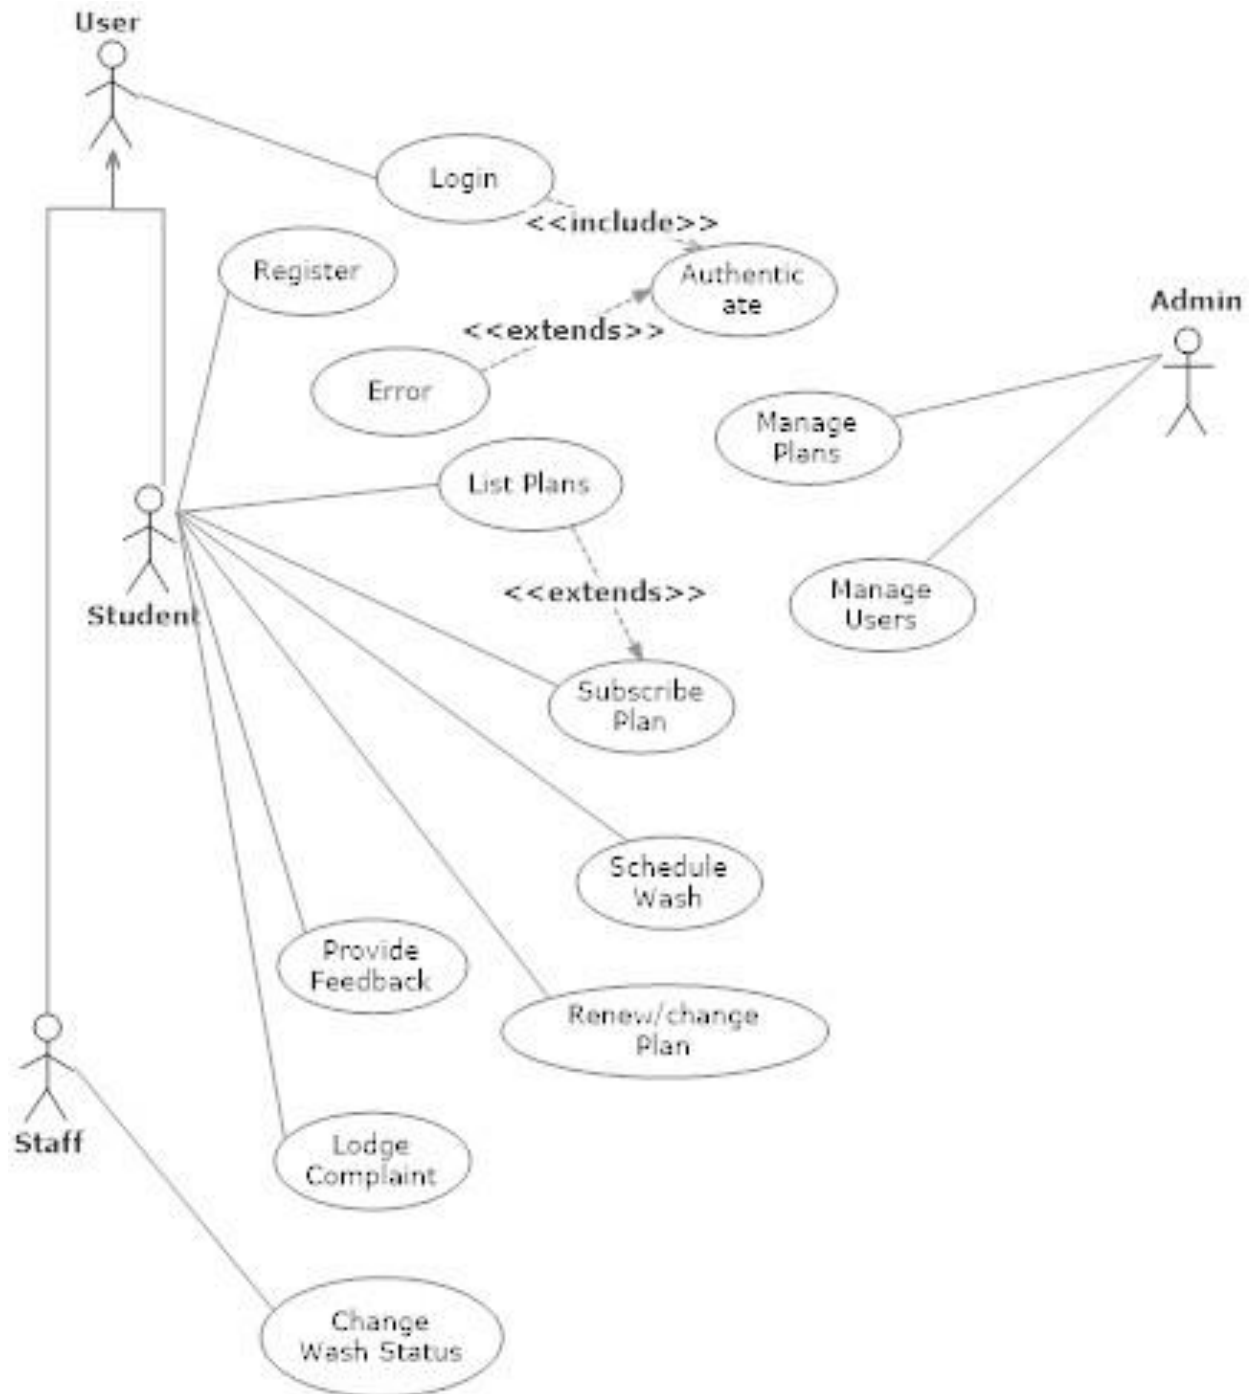 User
Login
<<include>>
Register
Authentic
ate
Admin
<<extends>>
Error
Manage
Plans
List Plans
<<extends>>
Manage
Users
Student
Subscribe
Plan
Schedule
Wash
Provide
Feedback
Renew/change
Plan
Staff
Lodge
Complaint
Change
Wash Status